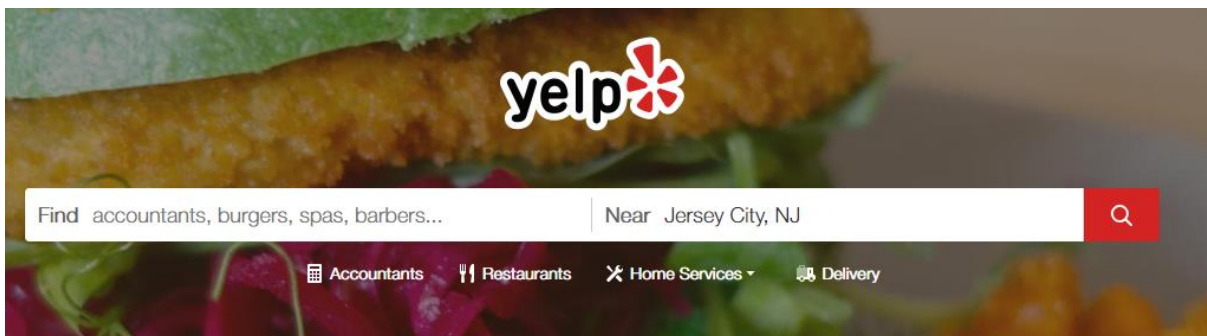 yelp
Find accountants, burgers, spas, barbers... Near Jersey City, NJ
Accountants Restaurants Home Services Delivery